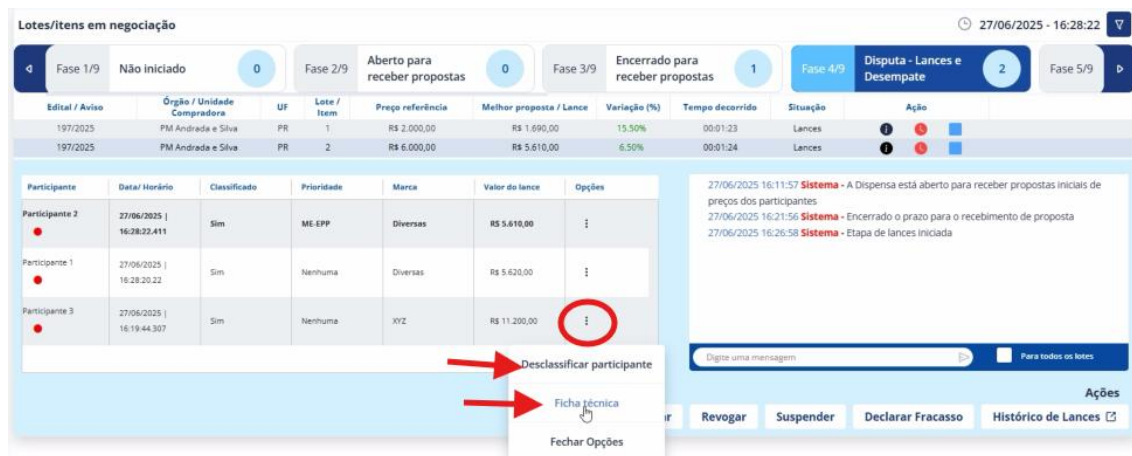 Lotes/itens em negociação
27/06/2025 - 16:28:22
Fase 1/9
Não iniciado
0
Fase 2/9
Aberto para
receber propostas
0
Fase 3/9
Encerrado para
receber propostas
1
Fase 4/9
Disputa - Lances e
Desempate
2
Fase 5/9
Edital / Aviso Órgão / Unidade Compradora UF Lote / Item Preço referência Melhor proposta / Lance Variação (%) Tempo decorrido Situação Ação
197/2025 PM Andrada e Silva PR 1 R$ 2.000,00 R$ 1.690,00 15.50% 00:01:23 Lances
197/2025 PM Andrada e Silva PR 2 R$ 6.000,00 R$ 5.610,00 6.50% 00:01:24 Lances
Participante Data/ Horário Classificado Prioridade Marca Valor do lance Opções
Participante 2 27/06/2025 | 16:28:22.411 Sim ME-EPP Diversas R$ 5.610,00
Participante 1 27/06/2025 | 16:28:20.22 Sim Nenhuma Diversas R$ 5.620,00
Participante 3 27/06/2025 | 16:19:44.307 Sim Nenhuma XYZ R$ 11.200,00
Desclassificar participante
Ficha técnica
Fechar Opções
27/06/2025 16:11:57 Sistema - A Dispensa está aberto para receber propostas iniciais de
preços dos participantes
27/06/2025 16:21:56 Sistema - Encerrado o prazo para o recebimento de proposta
27/06/2025 16:26:58 Sistema - Etapa de lances iniciada
Digite uma mensagem
Para todos os lotes
Ações
Revogar Suspender Declarar Fracasso Histórico de Lances